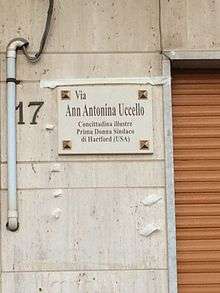 17
Via
Ann Antonina Uccello
Concittadina illustre
Prima Donna Sindaco
di Hartford (USA)